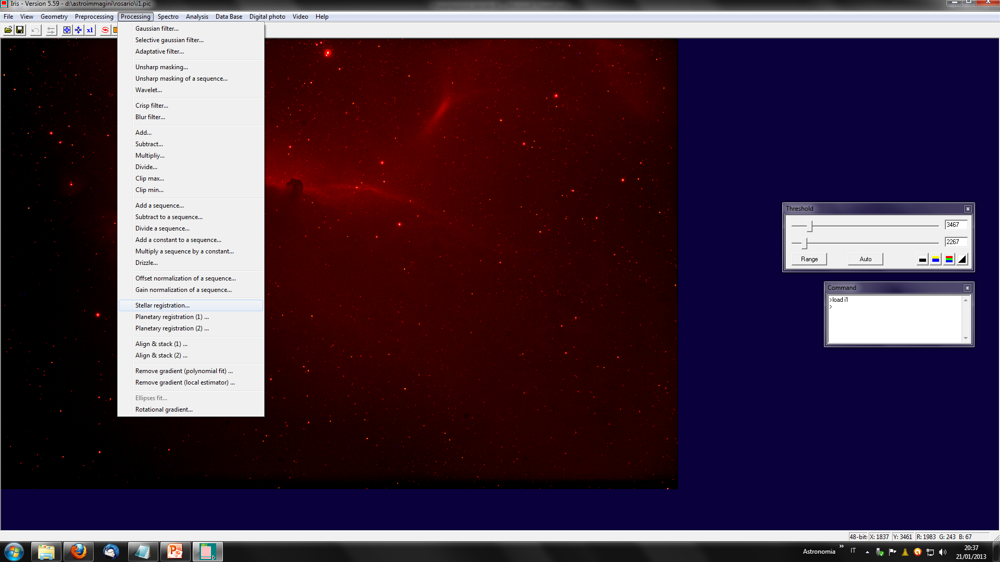 Iris - Version 5.59 - d:\astroimmagini\rosario\i1.pic
File View Geometry Preprocessing Processing Spectro Analysis Data Base Digital photo Video Help
x1
Gaussian filter...
Selective gaussian filter...
Adaptative filter...
Unsharp masking...
Unsharp masking of a sequence...
Wavelet...
Crisp filter...
Blur filter...
Add...
Subtract...
Multipliy...
Divide...
Clip max...
Clip min...
Add a sequence...
Subtract to a sequence...
Divide a sequence...
Add a constant to a sequence...
Multiply a sequence by a constant...
Drizzle...
Offset normalization of a sequence...
Gain normalization of a sequence...
Stellar registration...
Planetary registration (1) ...
Planetary registration (2) ...
Align & stack (1) ...
Align & stack (2) ...
Remove gradient (polynomial fit) ...
Remove gradient (local estimator) ...
Ellipses fit...
Rotational gradient...
Threshold
3467
2267
Range Auto
Command
>load i1
>
48-bit: X: 1837 Y: 3461 R: 1983 G: 243 B: 67
IRIS
Astronomia » IT 20:37
21/01/2013